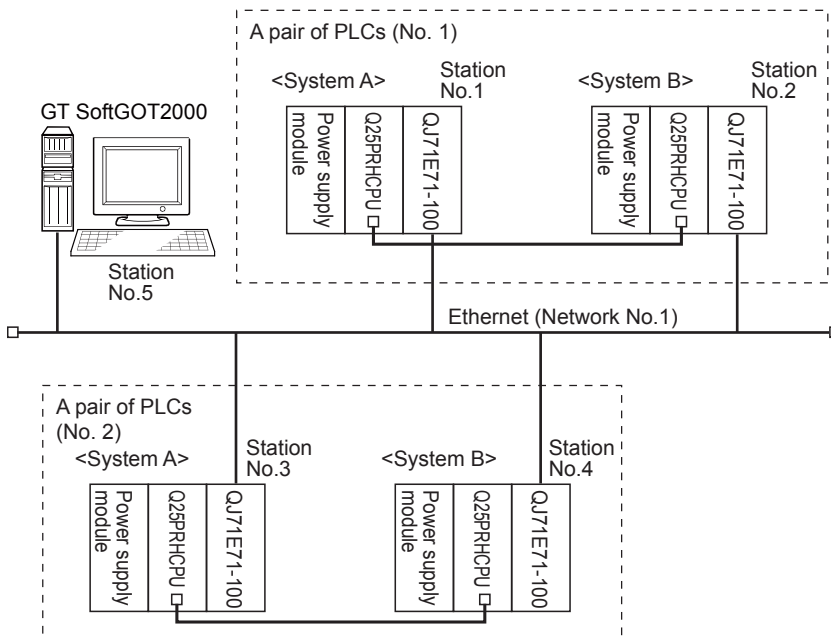 A pair of PLCs (No. 1)
<System A>
Station
No.1
<System B>
Station
No.2
GT SoftGOT2000
Power supply
module
Q25PRHCPU
QJ71E71-100
Power supply
module
Q25PRHCPU
QJ71E71-100
Station
No.5
Ethernet (Network No.1)
A pair of PLCs
(No. 2)
<System A>
Station
No.3
<System B>
Station
No.4
Power supply
module
Q25PRHCPU
QJ71E71-100
Power supply
module
Q25PRHCPU
QJ71E71-100